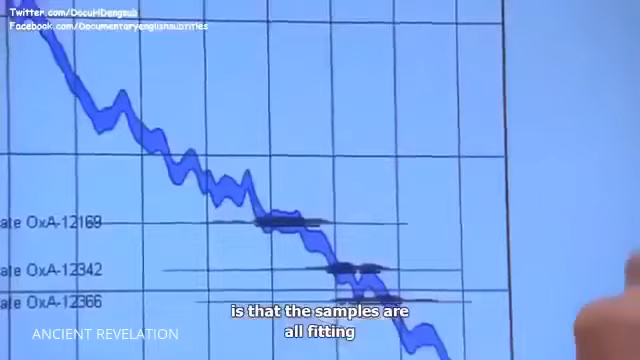 Twitter.com/DocuHDengsub
Facebook.com/Documentaryenglishsubtitles
ate OxA-12169
ate OxA-12342
ate OxA-12366
is that the samples are
all fitting
ANCIENT REVELATION